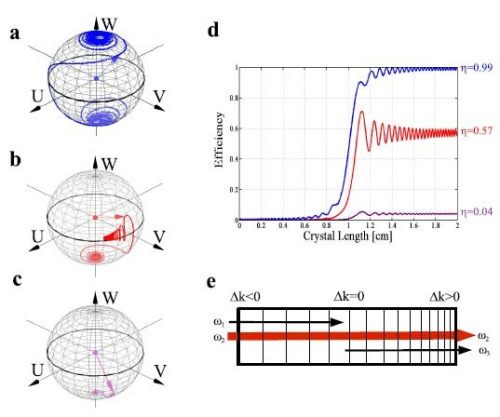 a
W
U
V
b
W
U
V
c
W
U
V
d
Efficiency
1
0.8
0.6
0.4
0.2
0
0 0.2 0.4 0.6 0.8 1 1.2 1.4 1.6 1.8 2
Crystal Length [cm]
η=0.99
η=0.57
η=0.04
e
Δk<0 Δk=0 Δk>0
ω₁
ω₂ ω₂
ω₃